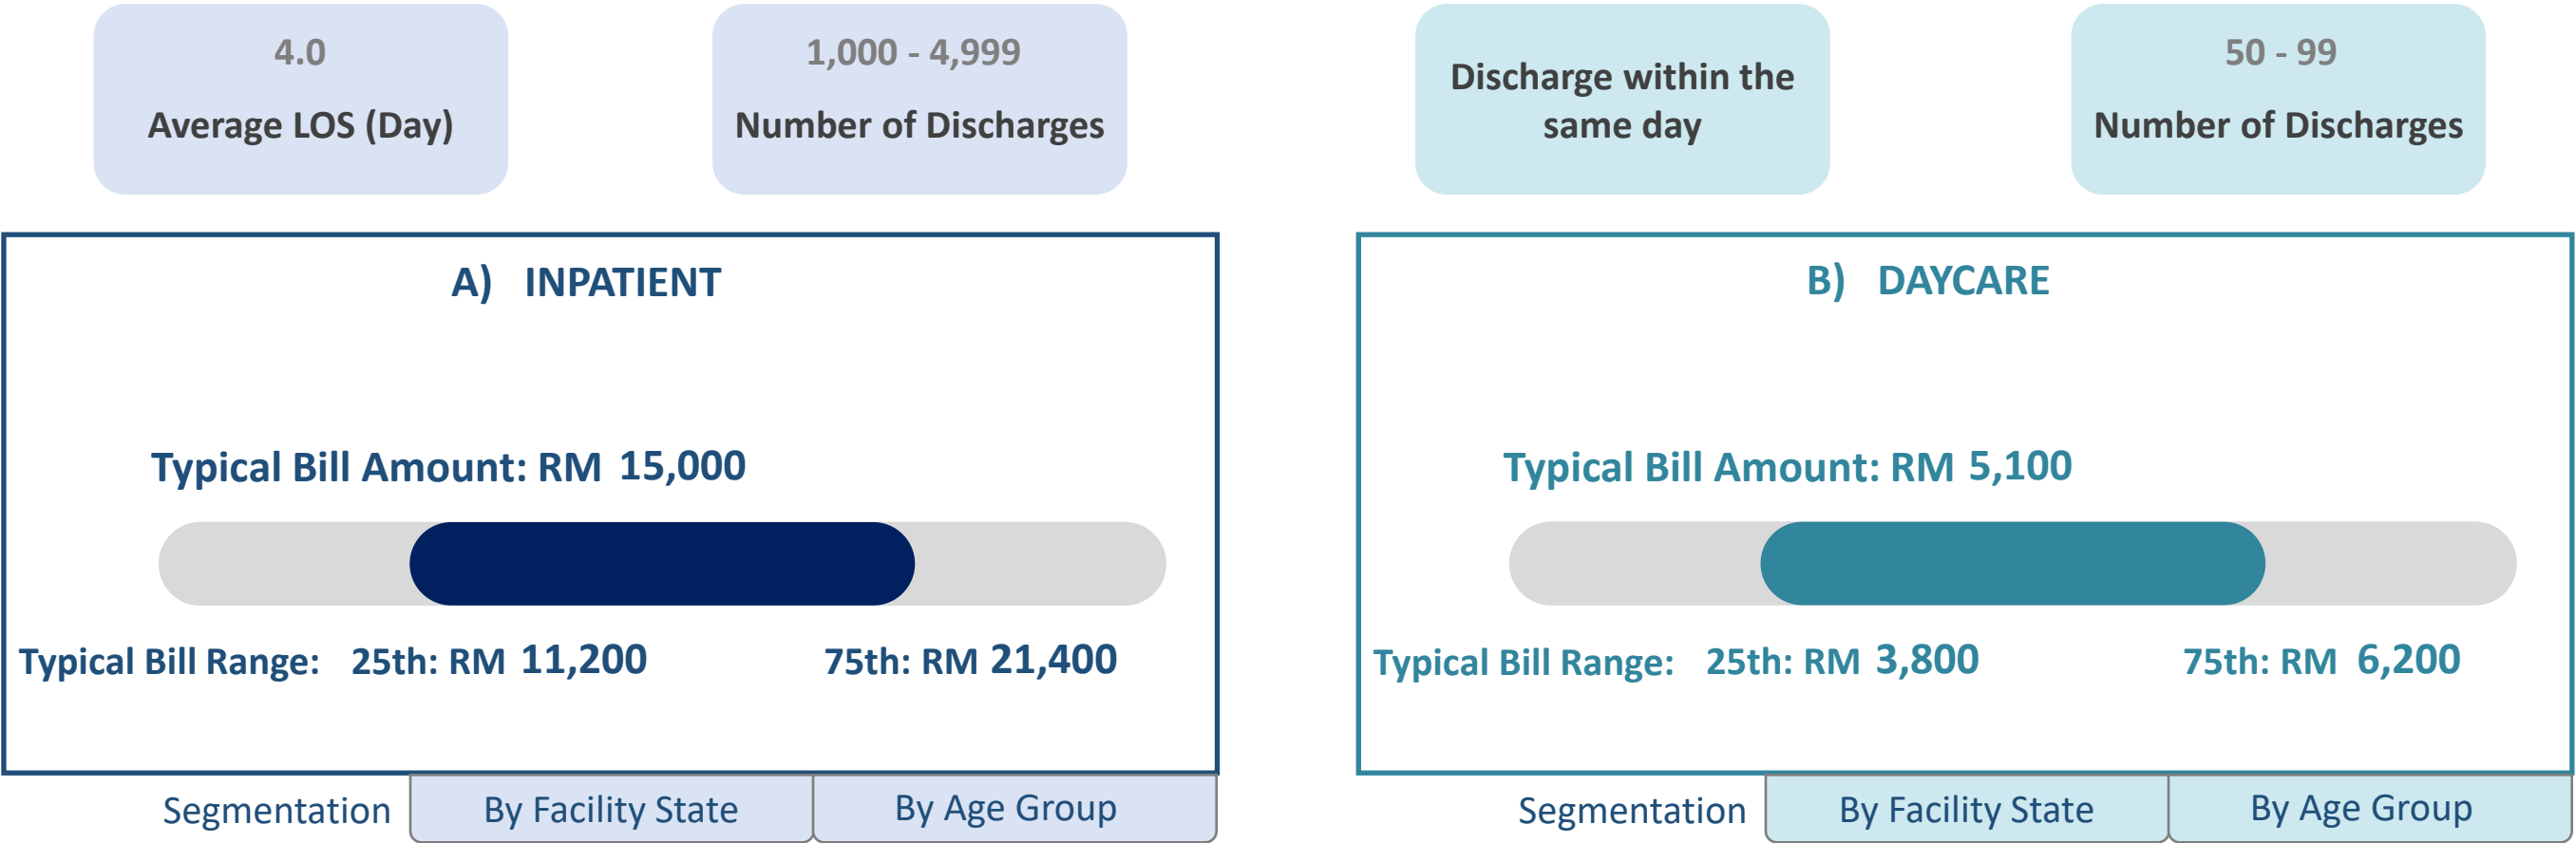 4.0
Average LOS (Day)
1,000 - 4,999
Number of Discharges
Discharge within the
same day
50 - 99
Number of Discharges
A) INPATIENT
Typical Bill Amount: RM 15,000
Typical Bill Range: 25th: RM 11,200 75th: RM 21,400
Segmentation By Facility State By Age Group
B) DAYCARE
Typical Bill Amount: RM 5,100
Typical Bill Range: 25th: RM 3,800 75th: RM 6,200
Segmentation By Facility State By Age Group